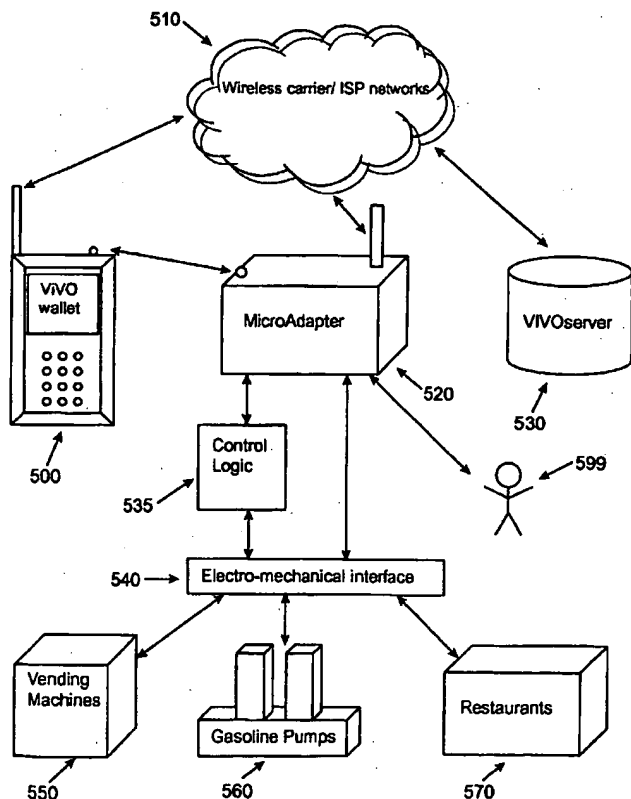 510
Wireless carrier/ ISP networks
ViVO
wallet
MicroAdapter
VIVOserver
520
530
500
Control
Logic
535
599
540
Electro-mechanical interface
Vending
Machines
Gasoline Pumps
Restaurants
550
560
570